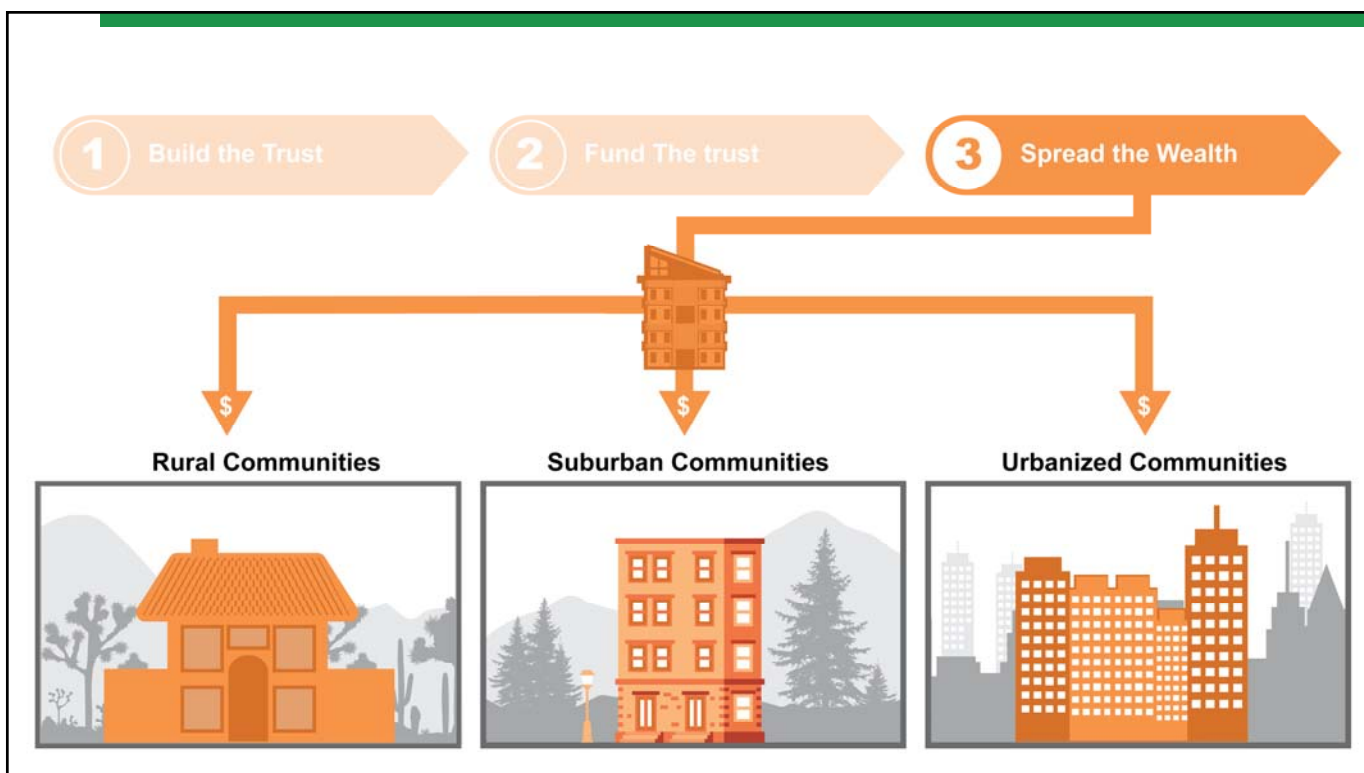 1 Build the Trust
2 Fund The trust
3 Spread the Wealth
$ $ $
Rural Communities
Suburban Communities
Urbanized Communities